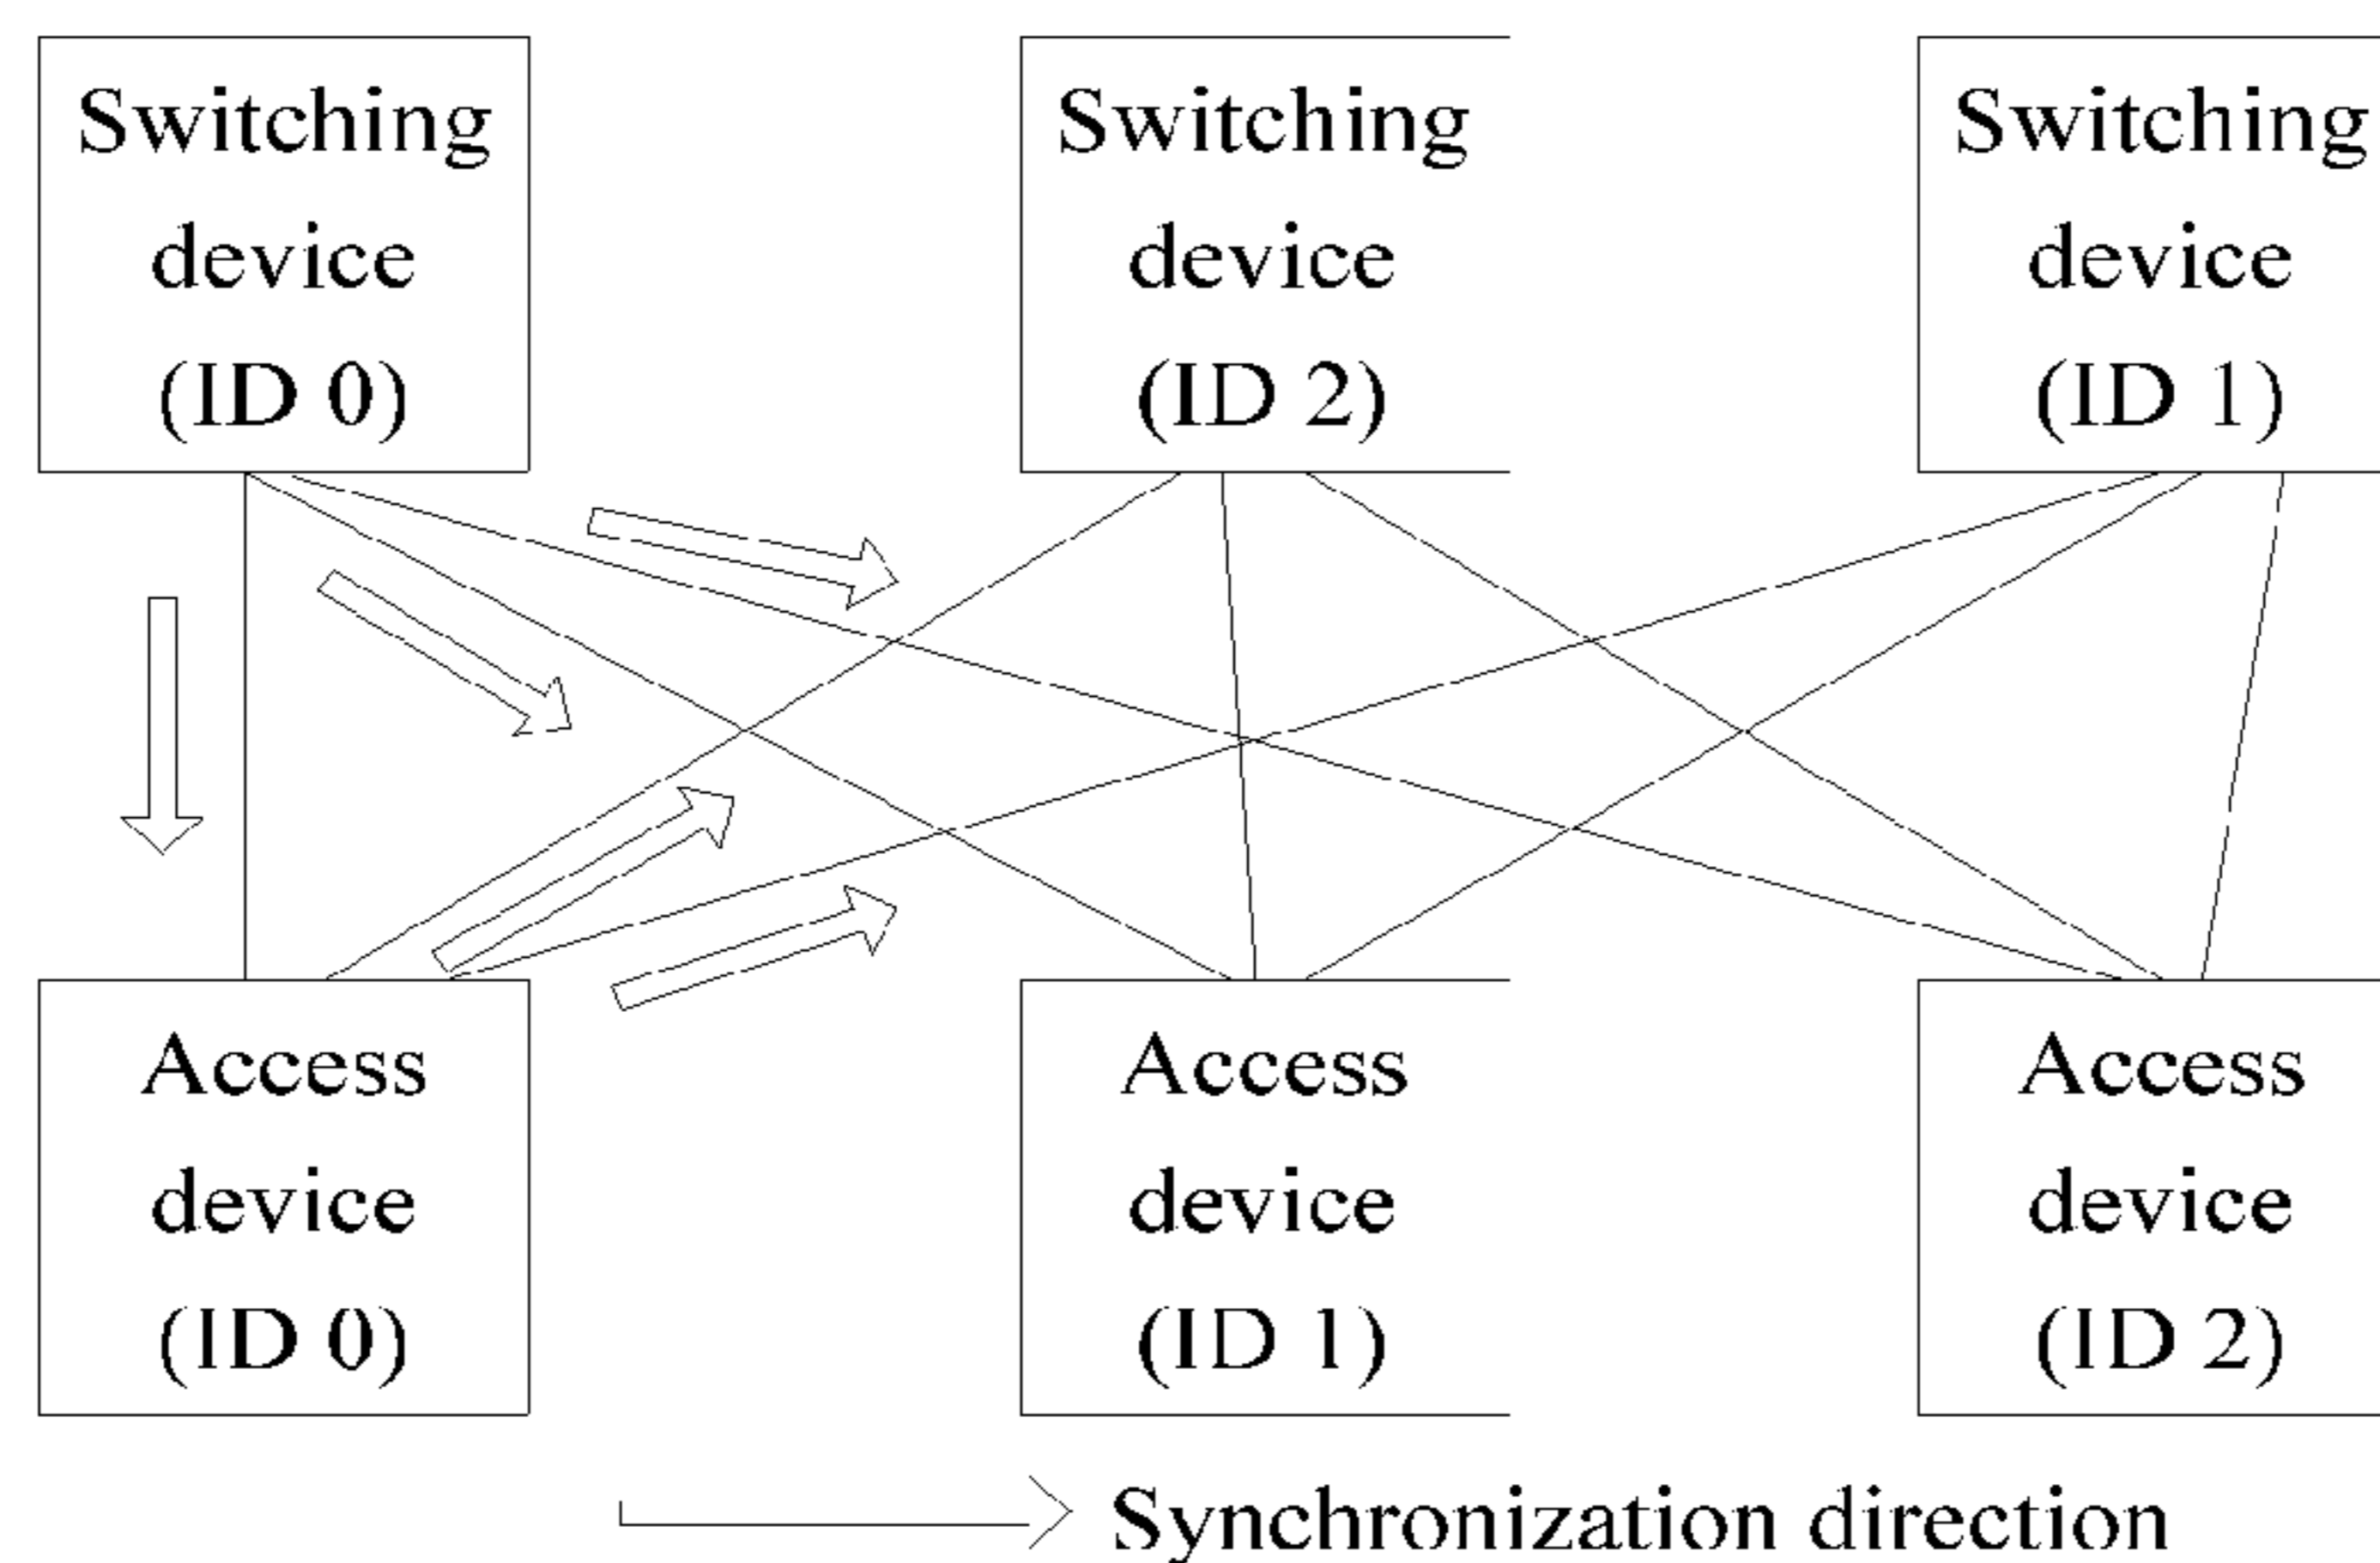 Switching
device
(ID 0)
Switching
device
(ID 2)
Switching
device
(ID 1)
Access
device
(ID 0)
Access
device
(ID 1)
Access
device
(ID 2)
Synchronization direction